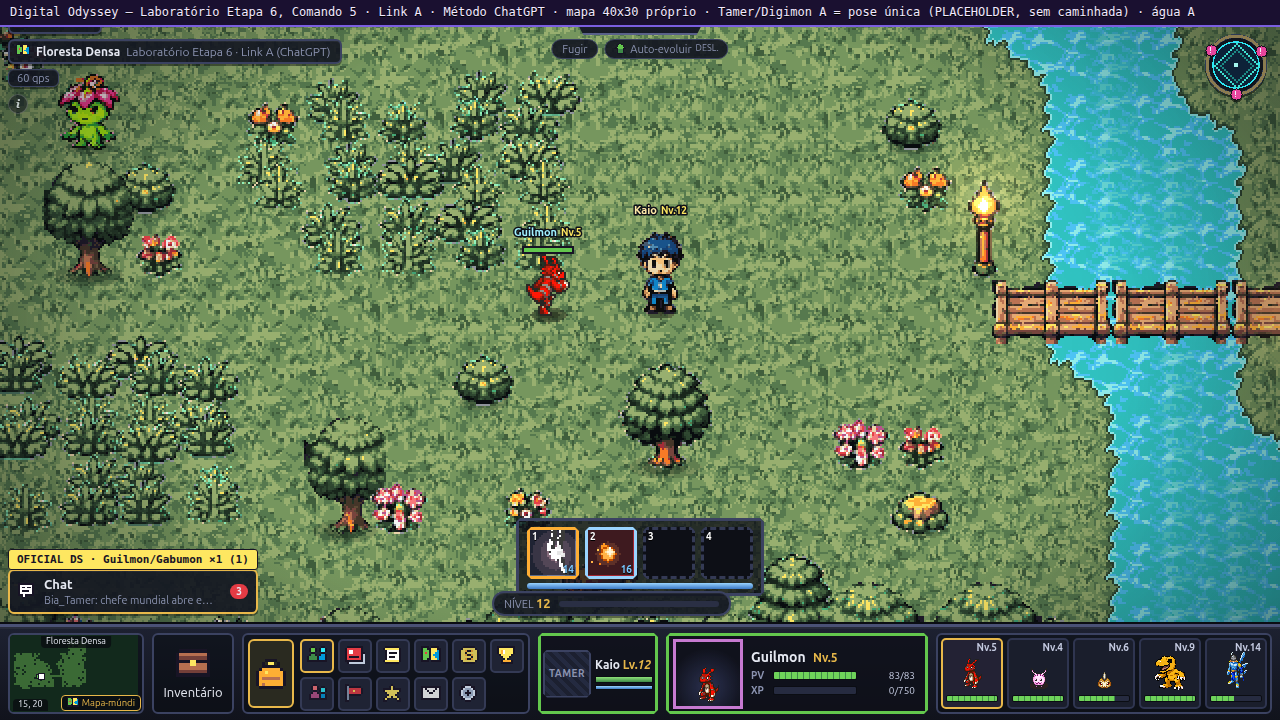 Digital Odyssey — Laboratório Etapa 6, Comando 5 · Link A · Método ChatGPT · mapa 40x30 próprio · Tamer/Digimon A = pose única (PLACEHOLDER, sem caminhada) · água A
Floresta Densa Laboratório Etapa 6 · Link A (ChatGPT)
Fugir
Auto-evoluir DESL.
60 qps
i
Kaio Nv.12
Guilmon Nv.5
OFICIAL DS · Guilmon/Gabumon ×1 (1)
Chat
Bia_Tamer: chefe mundial abre e...
3
1 14
2 16
3
4
NÍVEL 12
Floresta Densa
15, 20
Mapa-múndi
Inventário
TAMER
Kaio Lv.12
Guilmon Nv.5
PV 83/83
XP 0/750
Nv.5
Nv.4
Nv.6
Nv.9
Nv.14